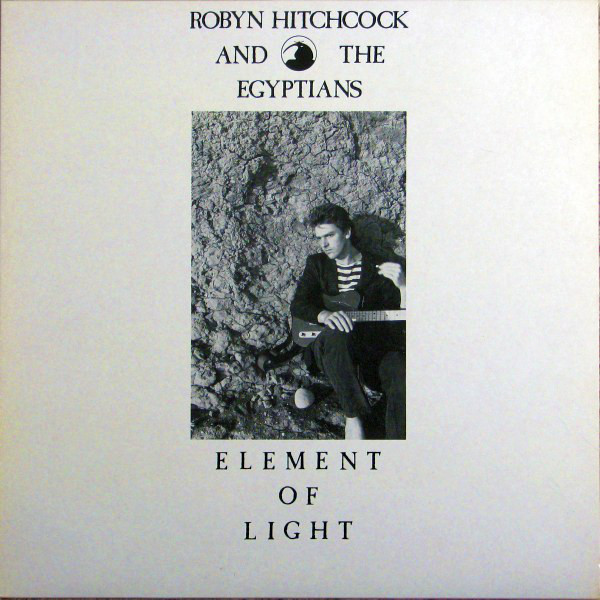 ROBYN HITCHCOCK
AND THE
EGYPTIANS
ELEMENT
OF
LIGHT